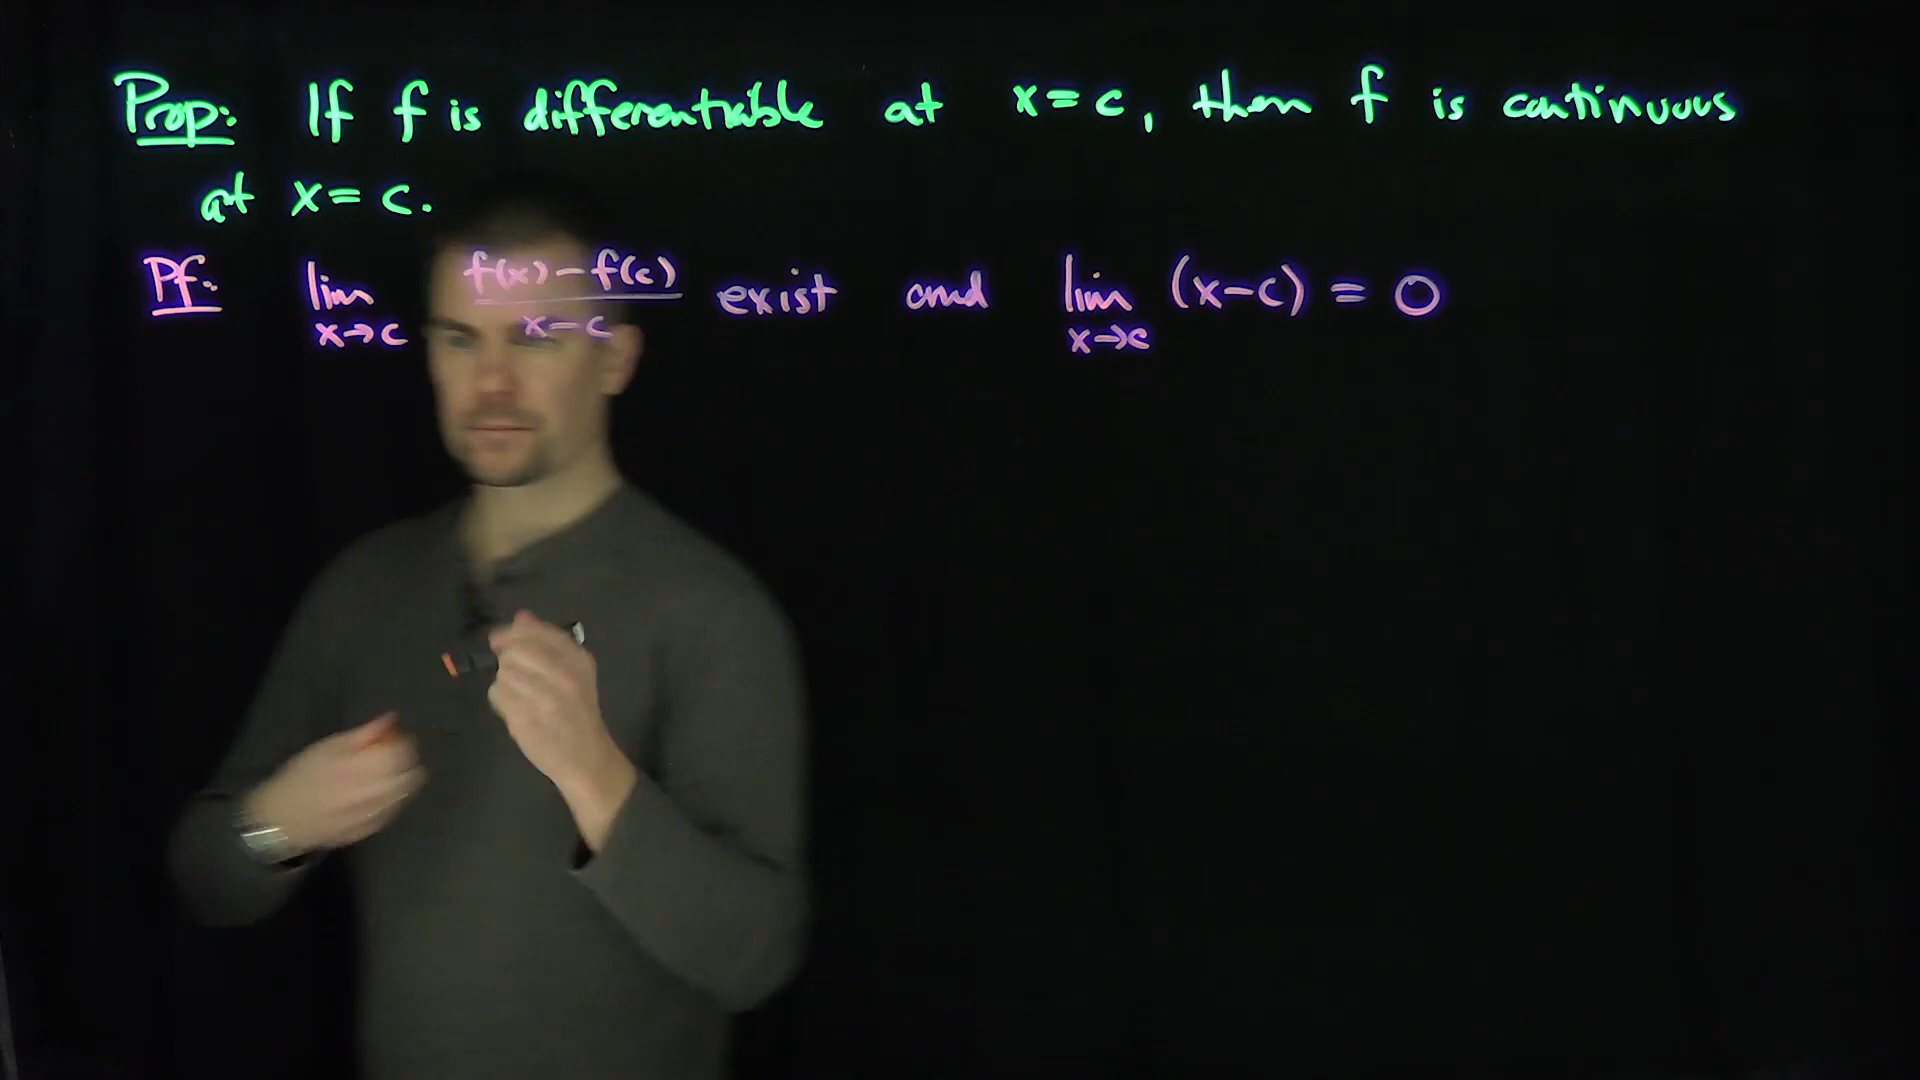 Prop: If f is differentiable at x = c, then f is continuous
at x = c.
Pf: lim x→c (f(x) − f(c))/(x − c) exist and lim x→c (x−c) = 0